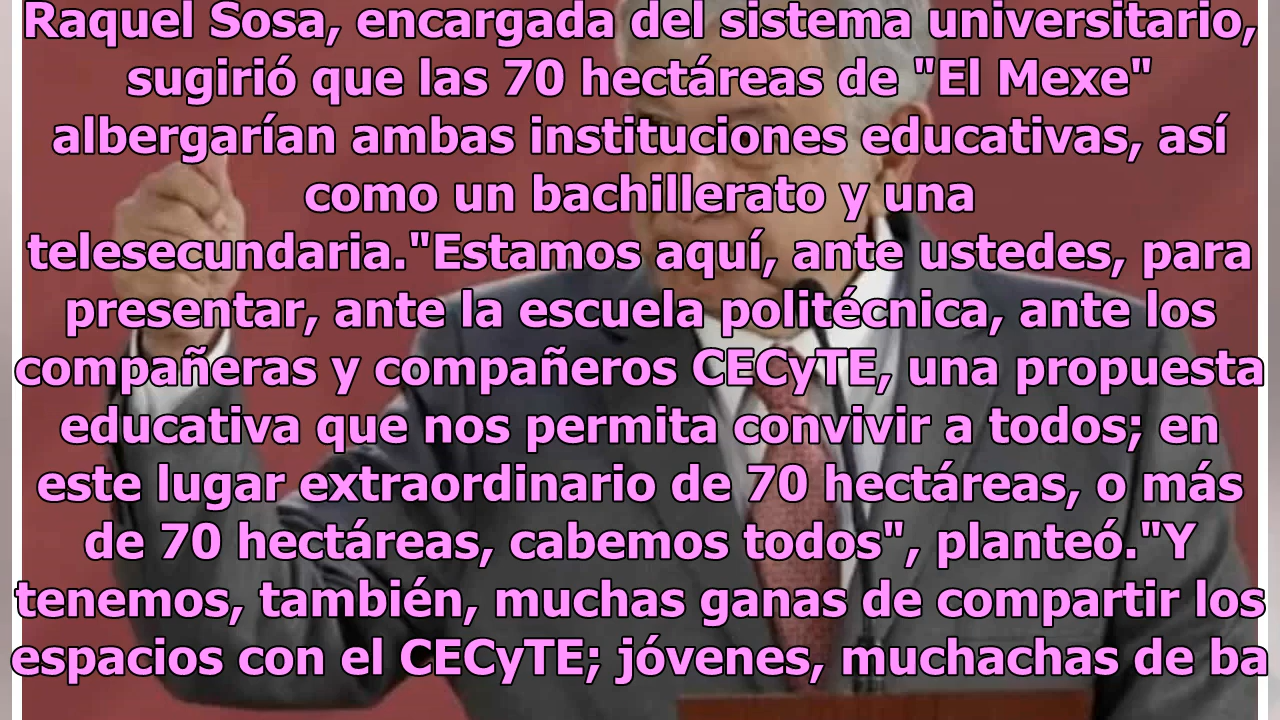 Raquel Sosa, encargada del sistema universitario,
sugirió que las 70 hectáreas de "El Mexe"
albergarían ambas instituciones educativas, así
como un bachillerato y una
telesecundaria."Estamos aquí, ante ustedes, para
presentar, ante la escuela politécnica, ante los
compañeras y compañeros CECyTE, una propuesta
educativa que nos permita convivir a todos; en
este lugar extraordinario de 70 hectáreas, o más
de 70 hectáreas, cabemos todos", planteó."Y
tenemos, también, muchas ganas de compartir los
espacios con el CECyTE; jóvenes, muchachas de ba